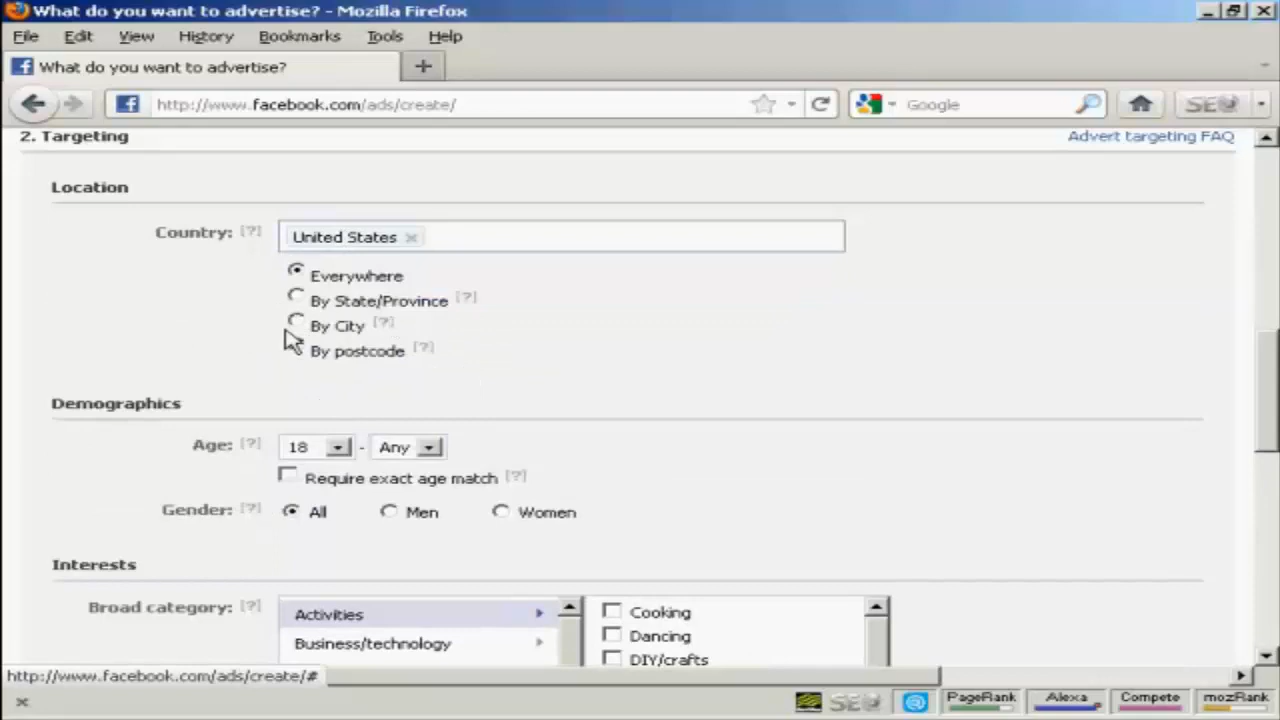 What do you want to advertise? - Mozilla Firefox
File Edit View History Bookmarks Tools Help
What do you want to advertise?
http://www.facebook.com/ads/create/ Google SEO
2. Targeting Advert targeting FAQ
Location
Country: [?] United States
Everywhere
By State/Province [?]
By City [?]
By postcode [?]
Demographics
Age: [?] 18 - Any
Require exact age match [?]
Gender: [?] All Men Women
Interests
Broad category: [?] Activities Cooking
Business/technology Dancing
DIY/crafts
http://www.facebook.com/ads/create/#
SEO PageRank Alexa Compete mozRank